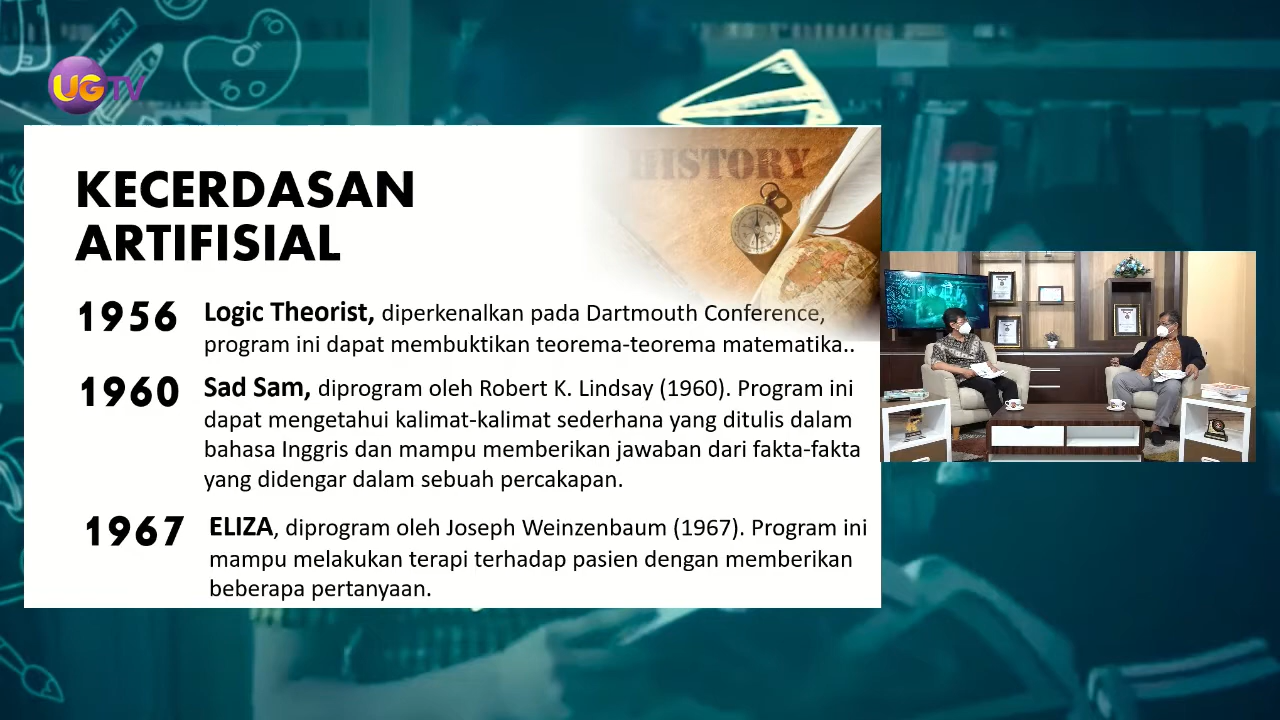 UGTV
HISTORY
KECERDASAN
ARTIFISIAL
1956
Logic Theorist, diperkenalkan pada Dartmouth Conference,
program ini dapat membuktikan teorema-teorema matematika..
1960
Sad Sam, diprogram oleh Robert K. Lindsay (1960). Program ini
dapat mengetahui kalimat-kalimat sederhana yang ditulis dalam
bahasa Inggris dan mampu memberikan jawaban dari fakta-fakta
yang didengar dalam sebuah percakapan.
1967
ELIZA, diprogram oleh Joseph Weinzenbaum (1967). Program ini
mampu melakukan terapi terhadap pasien dengan memberikan
beberapa pertanyaan.